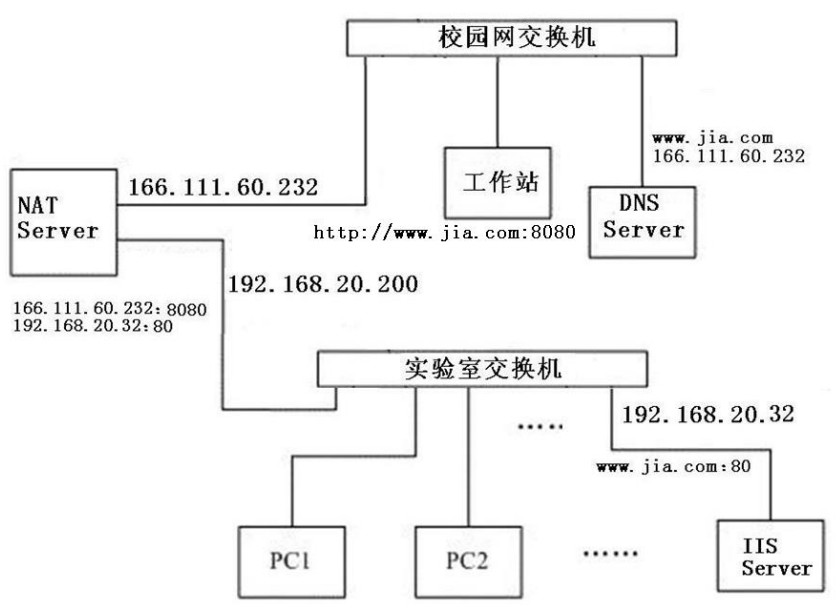 校园网交换机
www.jia.com
166.111.60.232
166.111.60.232
工作站
NAT
Server
DNS
Server
http://www.jia.com:8080
192.168.20.200
166.111.60.232:8080
192.168.20.32:80
实验室交换机
192.168.20.32
.....
www.jia.com:80
PC1
PC2
......
IIS
Server